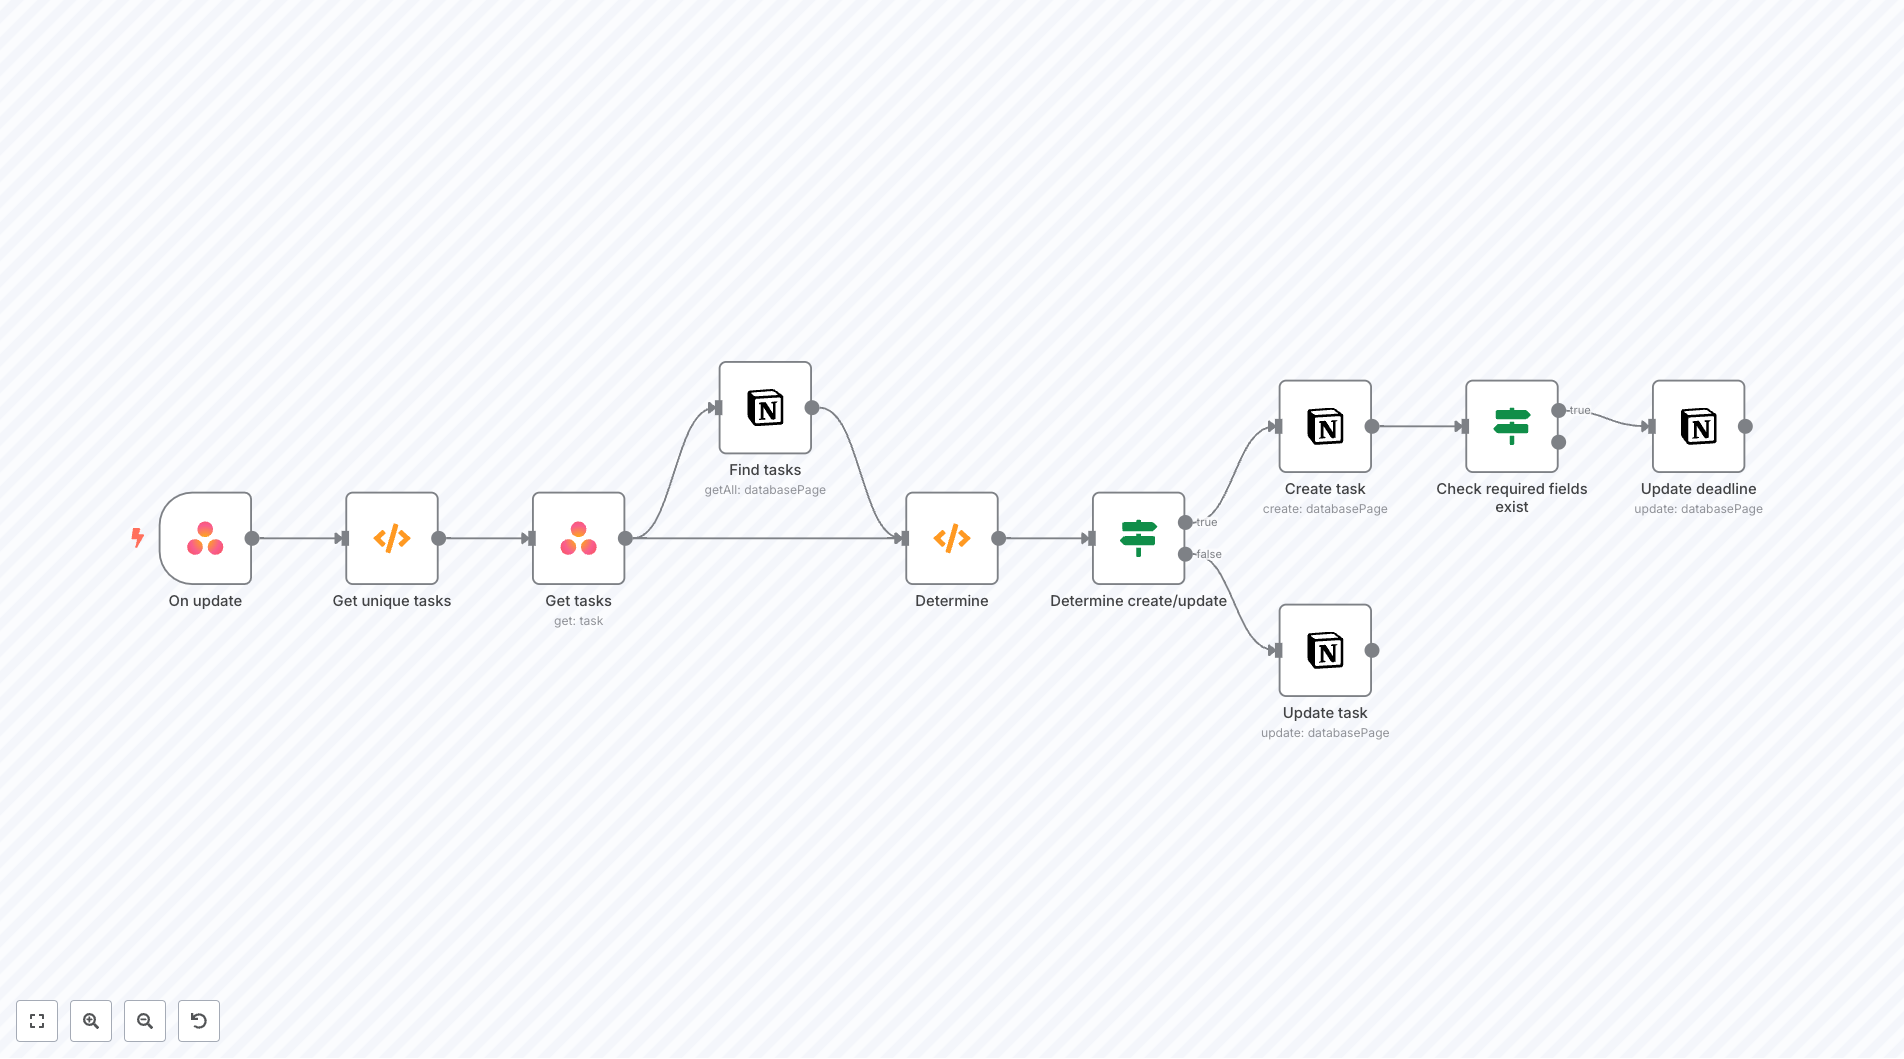 On update
Get unique tasks
Get tasks
get: task
N
Find tasks
getAll: databasePage
Determine
Determine create/update
true
false
N
Create task
create: databasePage
Check required fields
exist
true
N
Update deadline
update: databasePage
N
Update task
update: databasePage